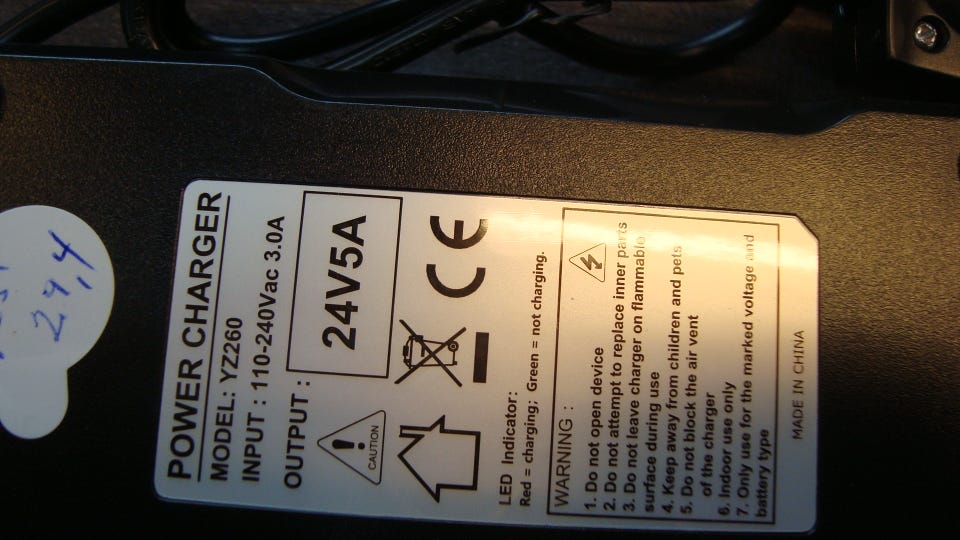 POWER CHARGER
MODEL: YZ260
INPUT : 110-240Vac 3.0A
OUTPUT :
24V5A
CAUTION
CE
LED Indicator:
Red = charging; Green = not charging.
WARNING :
1. Do not open device
2. Do not attempt to replace inner parts
3. Do not leave charger on flammable
surface during use
4. Keep away from children and pets
5. Do not block the air vent
of the charger
6. Indoor use only
7. Only use for the marked voltage and
battery type
MADE IN CHINA
29,4